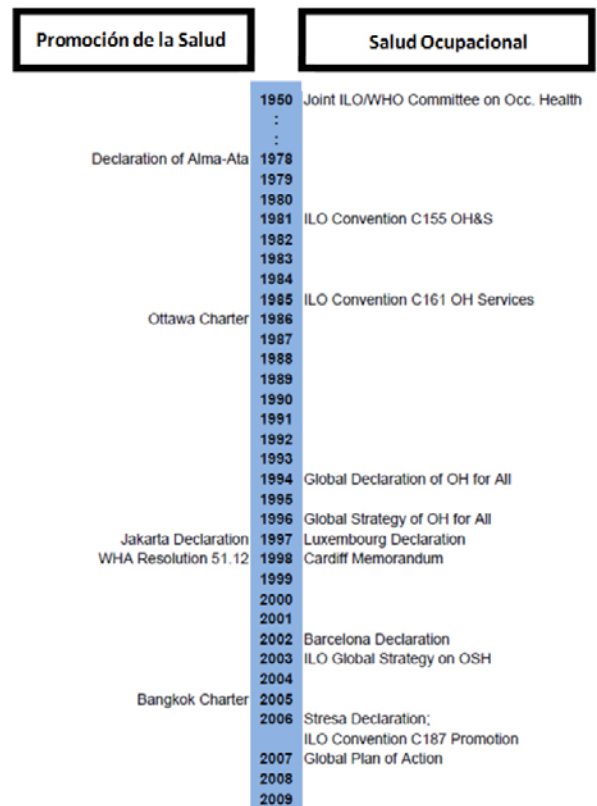 Promoción de la Salud
Salud Ocupacional
1950 Joint ILO/WHO Committee on Occ. Health
:
:
Declaration of Alma-Ata 1978
1979
1980
1981 ILO Convention C155 OH&S
1982
1983
1984
1985 ILO Convention C161 OH Services
Ottawa Charter 1986
1987
1988
1989
1990
1991
1992
1993
1994 Global Declaration of OH for All
1995
1996 Global Strategy of OH for All
Jakarta Declaration 1997 Luxembourg Declaration
WHA Resolution 51.12 1998 Cardiff Memorandum
1999
2000
2001
2002 Barcelona Declaration
2003 ILO Global Strategy on OSH
2004
Bangkok Charter 2005
2006 Stresa Declaration;
ILO Convention C187 Promotion
2007 Global Plan of Action
2008
2009